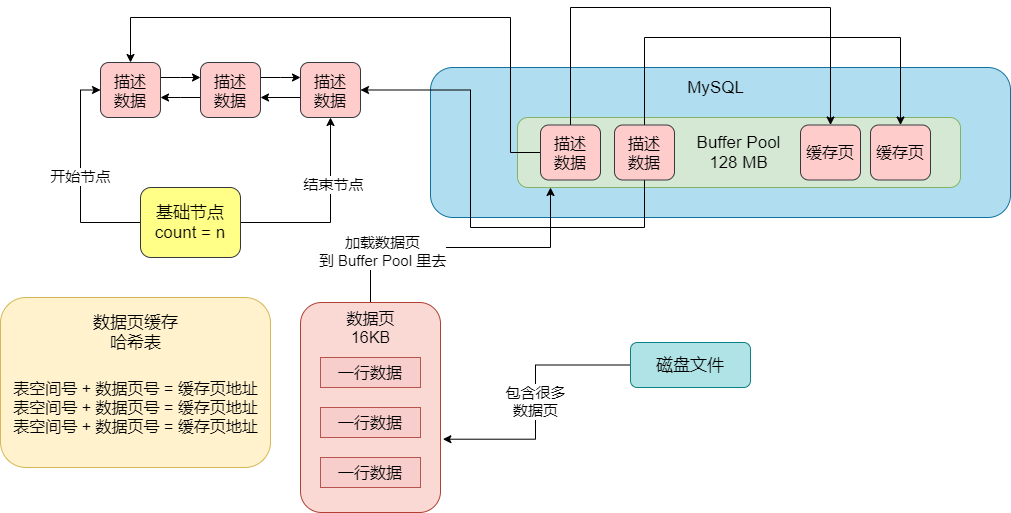 描述
数据
描述
数据
描述
数据
MySQL
描述
数据
描述
数据
Buffer Pool
128 MB
缓存页
缓存页
开始节点
结束节点
基础节点
count = n
加载数据页
到 Buffer Pool 里去
数据页缓存
哈希表
表空间号 + 数据页号 = 缓存页地址
表空间号 + 数据页号 = 缓存页地址
表空间号 + 数据页号 = 缓存页地址
数据页
16KB
一行数据
一行数据
一行数据
包含很多
数据页
磁盘文件